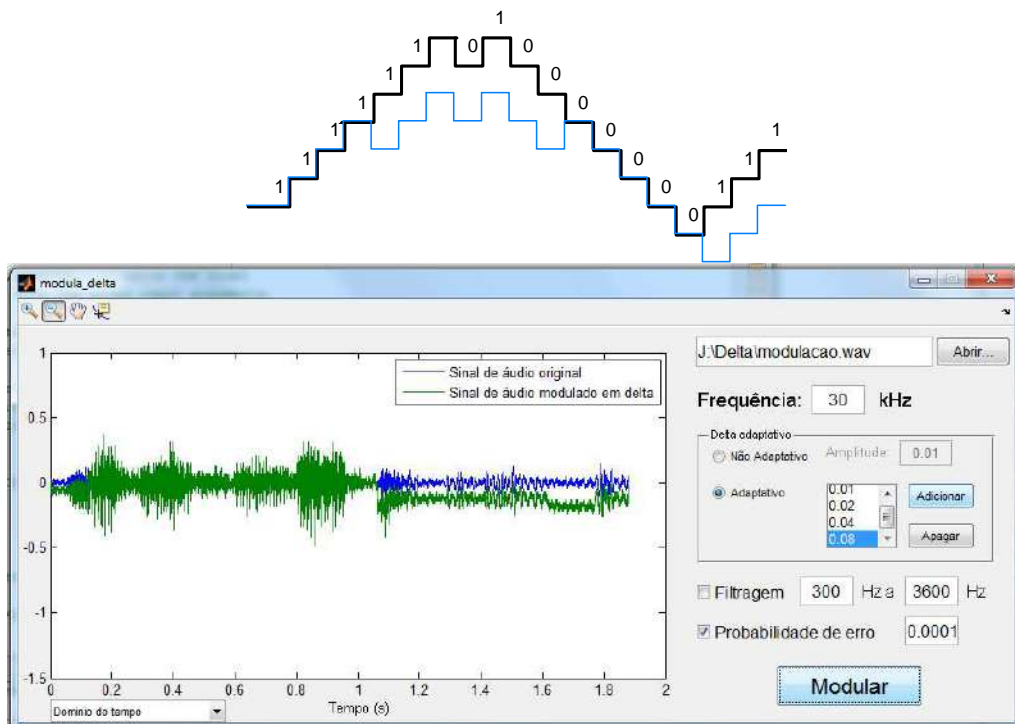 1
1 0 0
1 0
1 0
1 0 1
1 0 1
1 0 1
0
modula_delta
J:\Delta\modulacao.wav Abrir...
Frequência: 30 kHz
Delta adaptativo
Não Adaptativo Amplitude 0.01
Adaptativo
0.01
0.02
0.04
0.08
Adicionar
Apagar
Filtragem 300 Hz a 3600 Hz
Probabilidade de erro 0.0001
Modular
Sinal de áudio original
Sinal de áudio modulado em delta
1
0.5
0
-0.5
-1
-1.5
0 0.2 0.4 0.6 0.8 1 1.2 1.4 1.6 1.8 2
Tempo (s)
Dominio do tempo